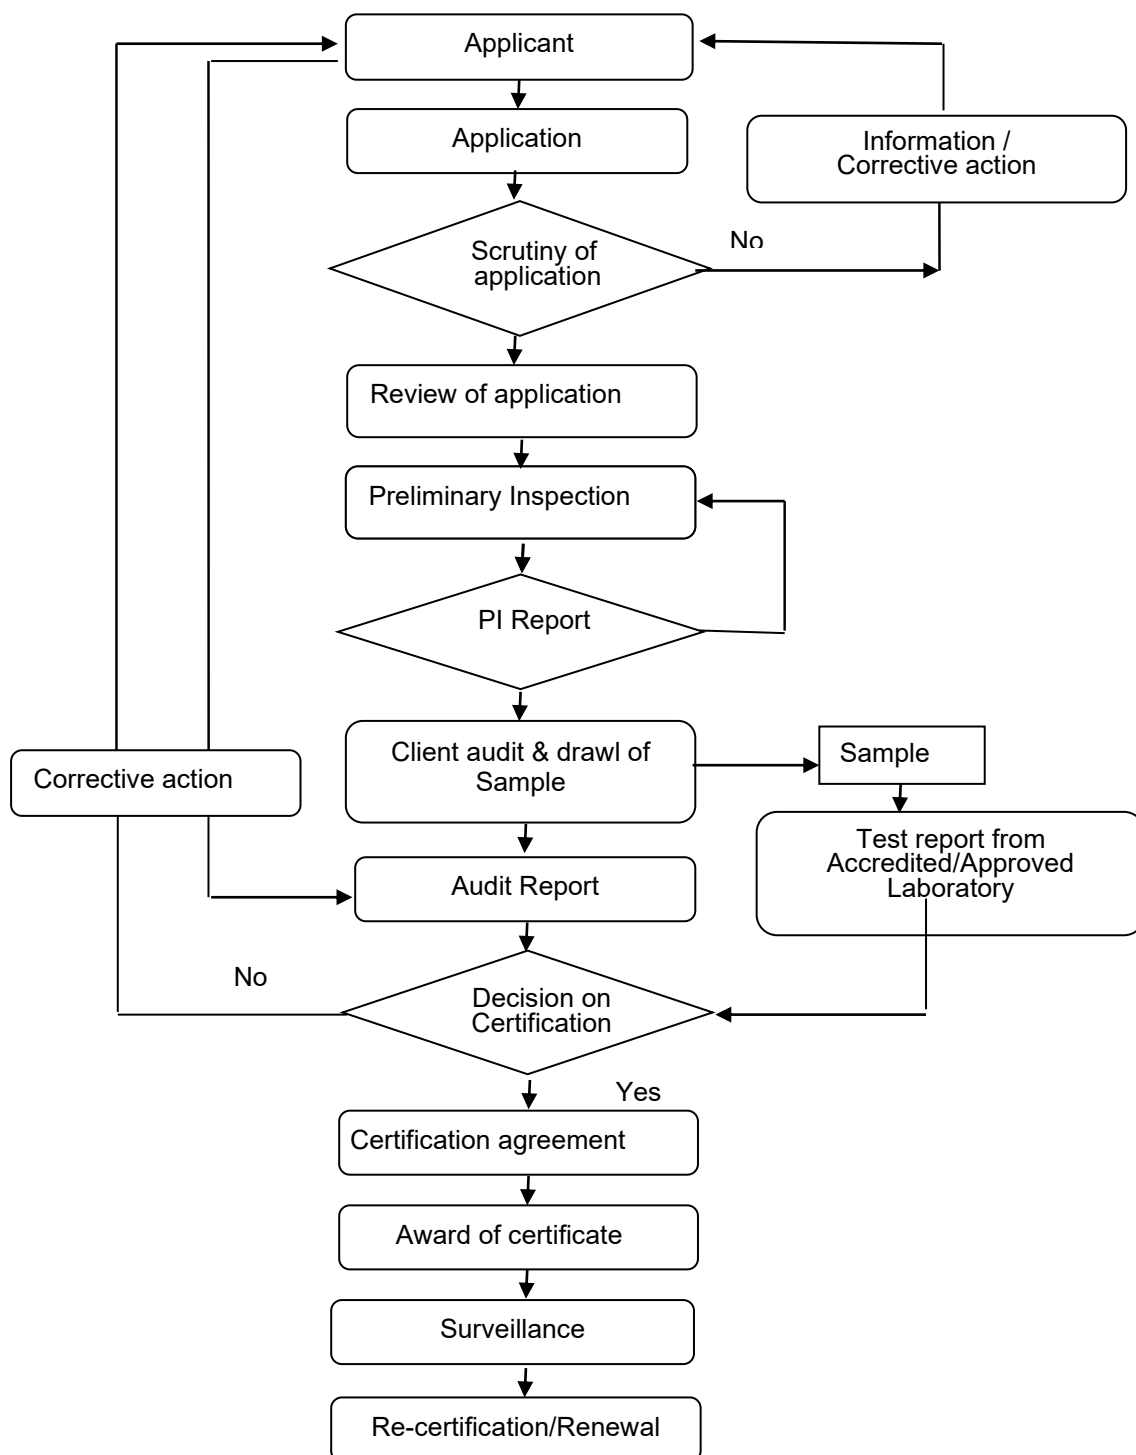 Applicant
Application
Information /
Corrective action
No
Scrutiny of
application
Review of application
Preliminary Inspection
PI Report
Client audit & drawl of
Sample
Sample
Corrective action
Test report from
Accredited/Approved
Laboratory
Audit Report
No
Decision on
Certification
Yes
Certification agreement
Award of certificate
Surveillance
Re-certification/Renewal